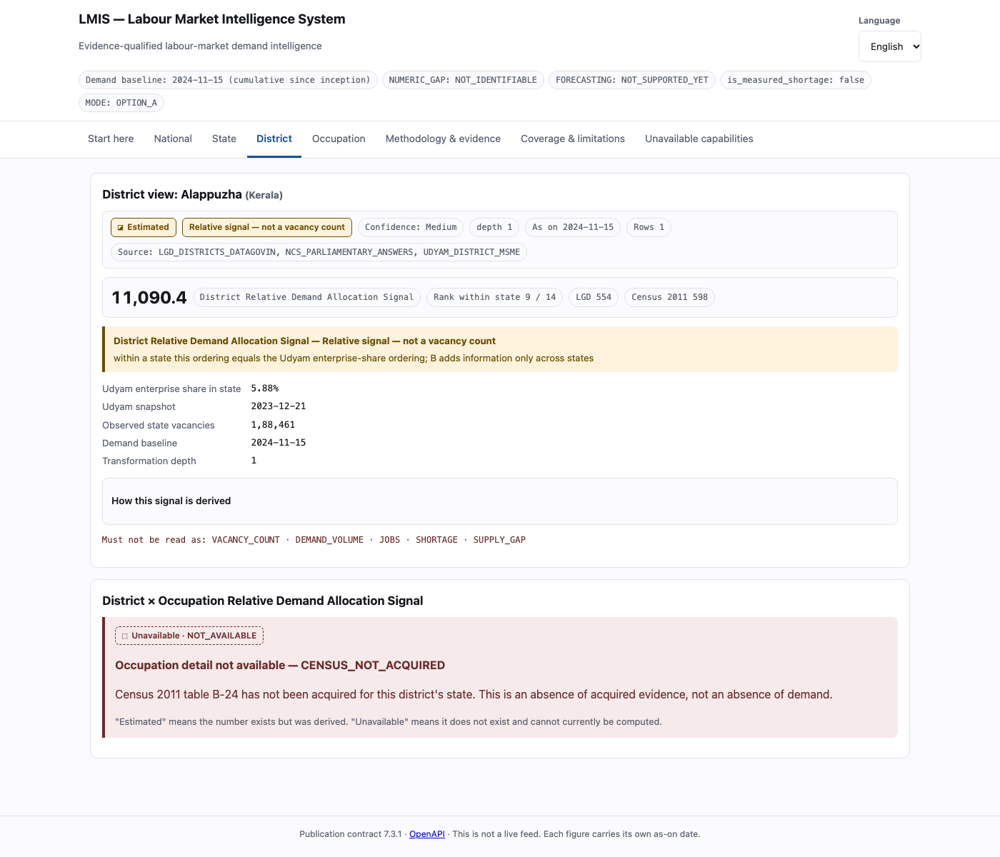 LMIS — Labour Market Intelligence System
Evidence-qualified labour-market demand intelligence
Language
English
Demand baseline: 2024-11-15 (cumulative since inception)
NUMERIC_GAP: NOT_IDENTIFIABLE
FORECASTING: NOT_SUPPORTED_YET
is_measured_shortage: false
MODE: OPTION_A
Start here
National
State
District
Occupation
Methodology & evidence
Coverage & limitations
Unavailable capabilities
District view: Alappuzha (Kerala)
Estimated
Relative signal — not a vacancy count
Confidence: Medium
depth 1
As on 2024-11-15
Rows 1
Source: LGD_DISTRICTS_DATAGOVIN, NCS_PARLIAMENTARY_ANSWERS, UDYAM_DISTRICT_MSME
11,090.4
District Relative Demand Allocation Signal
Rank within state 9 / 14
LGD 554
Census 2011 598
District Relative Demand Allocation Signal — Relative signal — not a vacancy count
within a state this ordering equals the Udyam enterprise-share ordering; B adds information only across states
Udyam enterprise share in state 5.88%
Udyam snapshot 2023-12-21
Observed state vacancies 1,88,461
Demand baseline 2024-11-15
Transformation depth 1
How this signal is derived
Must not be read as: VACANCY_COUNT · DEMAND_VOLUME · JOBS · SHORTAGE · SUPPLY_GAP
District × Occupation Relative Demand Allocation Signal
Unavailable · NOT_AVAILABLE
Occupation detail not available — CENSUS_NOT_ACQUIRED
Census 2011 table B-24 has not been acquired for this district's state. This is an absence of acquired evidence, not an absence of demand.
"Estimated" means the number exists but was derived. "Unavailable" means it does not exist and cannot currently be computed.
Publication contract 7.3.1 · OpenAPI · This is not a live feed. Each figure carries its own as-on date.